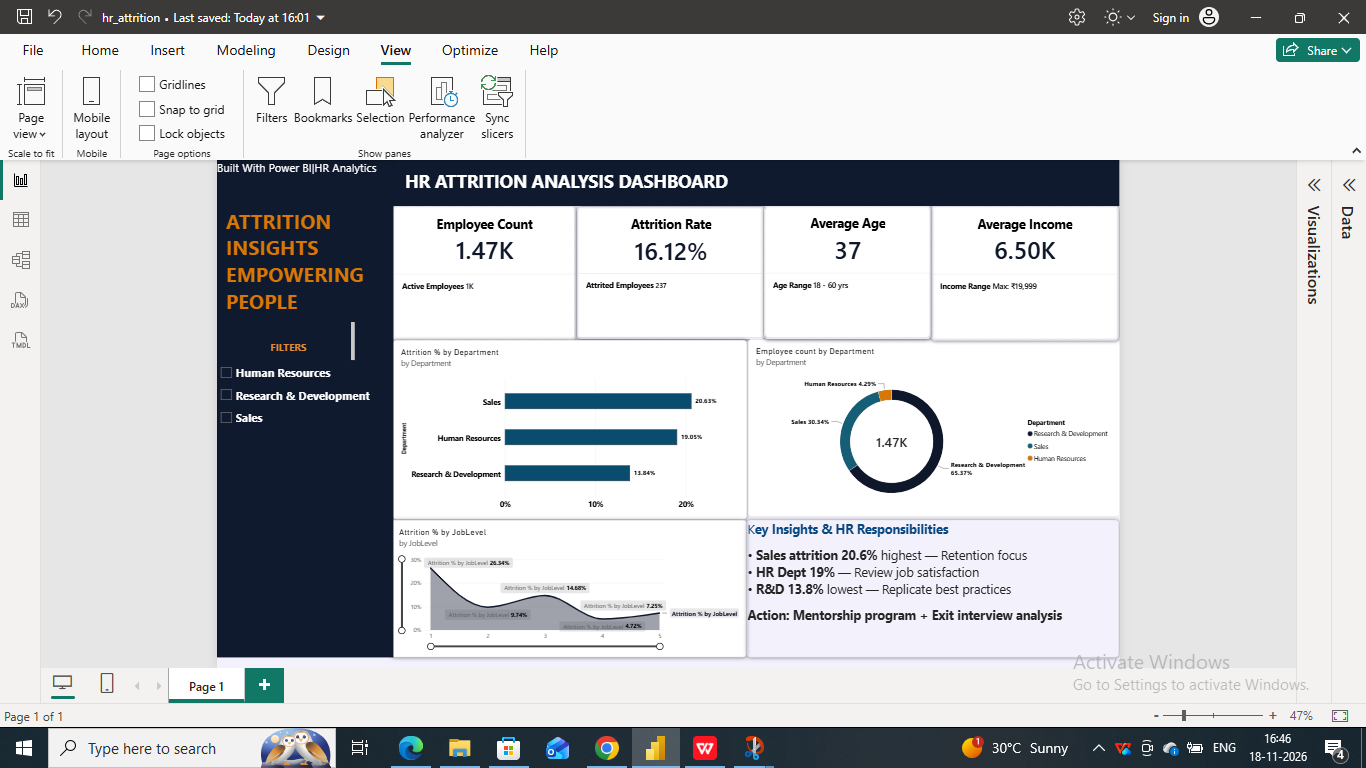 hr_attrition • Last saved: Today at 16:01
Sign in
File
Home
Insert
Modeling
Design
View
Optimize
Help
Share
Page view
Mobile layout
Gridlines
Snap to grid
Lock objects
Filters
Bookmarks
Selection
Performance analyzer
Sync slicers
Scale to fit
Mobile
Page options
Show panes
DAX
TMDL
Built With Power BI|HR Analytics
HR ATTRITION ANALYSIS DASHBOARD
ATTRITION
INSIGHTS
EMPOWERING
PEOPLE
FILTERS
Human Resources
Research & Development
Sales
Employee Count
1.47K
Active Employees 1K
Attrition Rate
16.12%
Attrited Employees 237
Average Age
37
Age Range 18 - 60 yrs
Average Income
6.50K
Income Range Max: ₹19,999
Attrition % by Department
by Department
Department
Sales
20.63%
Human Resources
19.05%
Research & Development
13.84%
0%
10%
20%
Employee count by Department
by Department
Human Resources 4.29%
Sales 30.34%
1.47K
Research & Development
65.37%
Department
Research & Development
Sales
Human Resources
Attrition % by JobLevel
by JobLevel
30%
20%
10%
0%
Attrition % by JobLevel 26.34%
Attrition % by JobLevel 9.74%
Attrition % by JobLevel 14.68%
Attrition % by JobLevel 4.72%
Attrition % by JobLevel 7.25%
Attrition % by JobLevel
1
2
3
4
5
Key Insights & HR Responsibilities
• Sales attrition 20.6% highest — Retention focus
• HR Dept 19% — Review job satisfaction
• R&D 13.8% lowest — Replicate best practices
Action: Mentorship program + Exit interview analysis
Visualizations
Data
Activate Windows
Go to Settings to activate Windows.
Page 1
+
Page 1 of 1
- + 47%
Type here to search
W
1
30°C Sunny
ENG
16:46
18-11-2026
4